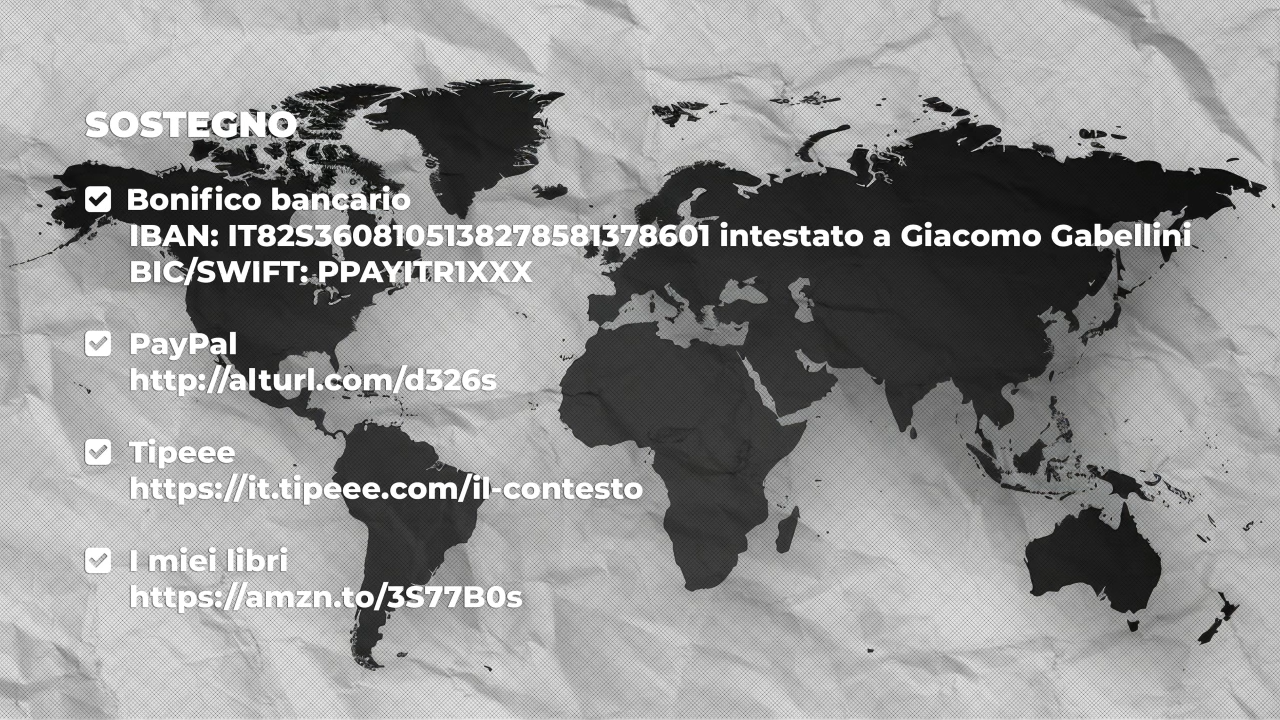 SOSTEGNO
Bonifico bancario
IBAN: IT82S3608105138278581378601 intestato a Giacomo Gabellini
BIC/SWIFT: PPAYITR1XXX
PayPal
http://alturl.com/d326s
Tipeee
https://it.tipeee.com/il-contesto
I miei libri
https://amzn.to/3S77B0s